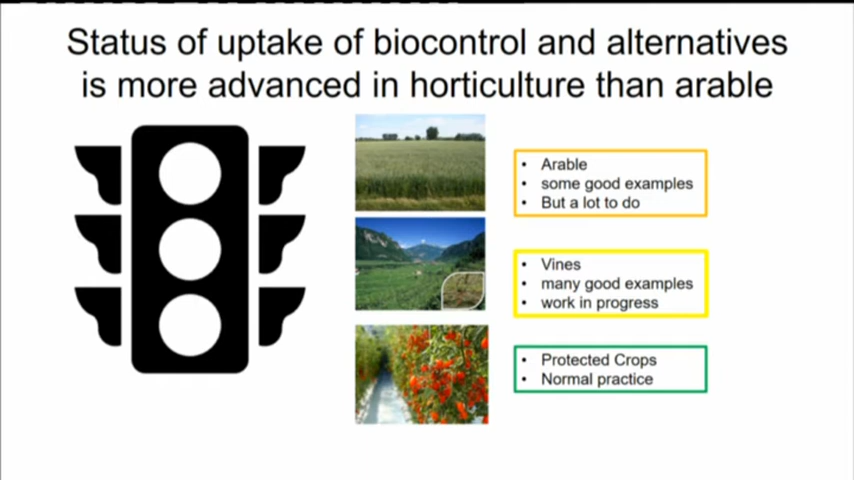 Status of uptake of biocontrol and alternatives
is more advanced in horticulture than arable
• Arable
• some good examples
• But a lot to do
• Vines
• many good examples
• work in progress
• Protected Crops
• Normal practice